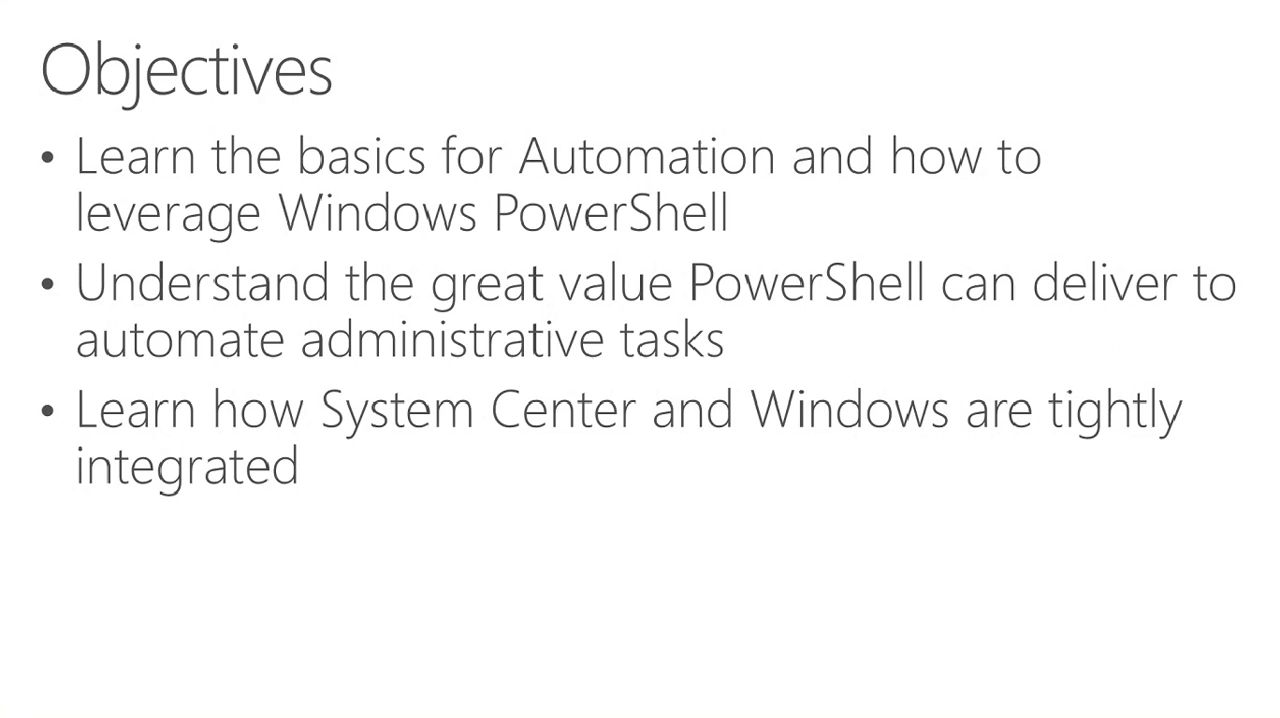 Objectives
• Learn the basics for Automation and how to
leverage Windows PowerShell
• Understand the great value PowerShell can deliver to
automate administrative tasks
• Learn how System Center and Windows are tightly
integrated